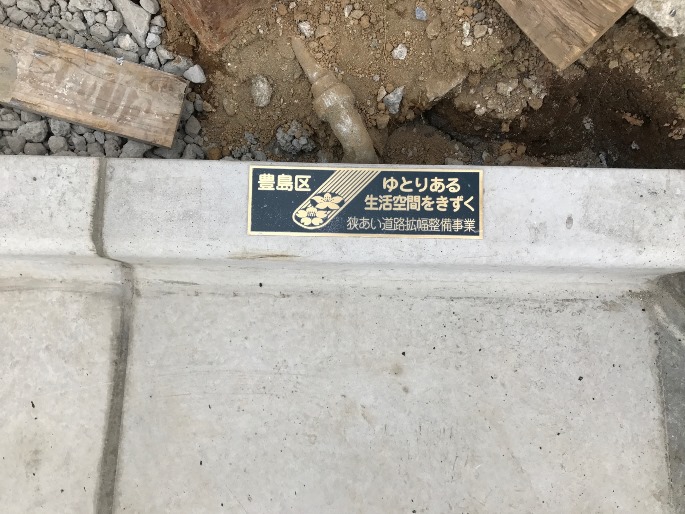 豊島区
ゆとりある
生活空間をきずく
狭あい道路拡幅整備事業